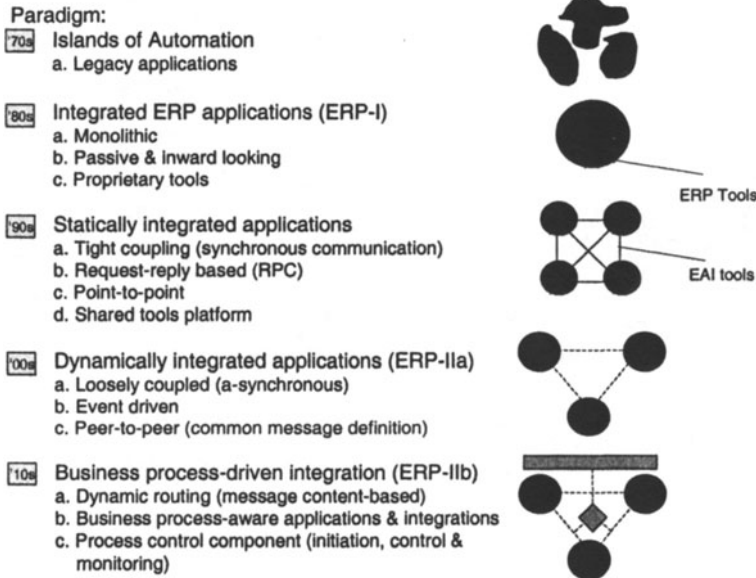 Paradigm:
'70s Islands of Automation
a. Legacy applications
'80s Integrated ERP applications (ERP-I)
a. Monolithic
b. Passive & inward looking
c. Proprietary tools
ERP Tools
'90s Statically integrated applications
a. Tight coupling (synchronous communication)
b. Request-reply based (RPC)
c. Point-to-point
d. Shared tools platform
EAI tools
'00s Dynamically integrated applications (ERP-IIa)
a. Loosely coupled (a-synchronous)
b. Event driven
c. Peer-to-peer (common message definition)
'10s Business process-driven integration (ERP-IIb)
a. Dynamic routing (message content-based)
b. Business process-aware applications & integrations
c. Process control component (initiation, control &
monitoring)